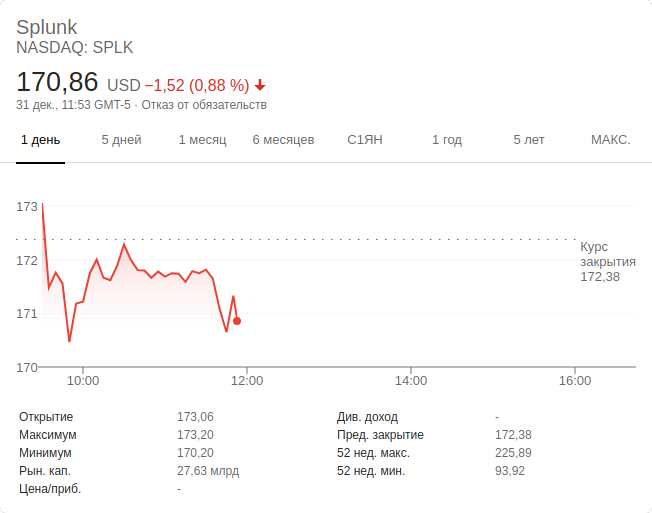 Splunk
NASDAQ: SPLK
170,86 USD −1,52 (0,88 %)
31 дек., 11:53 GMT-5 · Отказ от обязательств
1 день 5 дней 1 месяц 6 месяцев С1ЯН 1 год 5 лет МАКС.
173
172
171
170
Курс
закрытия
172,38
10:00 12:00 14:00 16:00
Открытие 173,06 Див. доход -
Максимум 173,20 Пред. закрытие 172,38
Минимум 170,20 52 нед. макс. 225,89
Рын. кап. 27,63 млрд 52 нед. мин. 93,92
Цена/приб. -